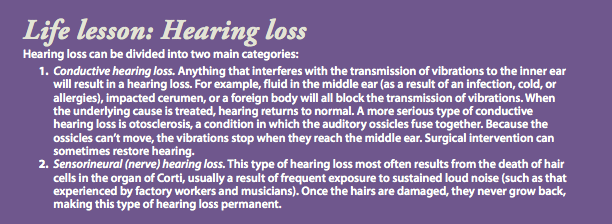 Life lesson: Hearing loss
Hearing loss can be divided into two main categories:
1. Conductive hearing loss. Anything that interferes with the transmission of vibrations to the inner ear
will result in a hearing loss. For example, fluid in the middle ear (as a result of an infection, cold, or
allergies), impacted cerumen, or a foreign body will all block the transmission of vibrations. When
the underlying cause is treated, hearing returns to normal. A more serious type of conductive
hearing loss is otosclerosis, a condition in which the auditory ossicles fuse together. Because the
ossicles can’t move, the vibrations stop when they reach the middle ear. Surgical intervention can
sometimes restore hearing.
2. Sensorineural (nerve) hearing loss. This type of hearing loss most often results from the death of hair
cells in the organ of Corti, usually a result of frequent exposure to sustained loud noise (such as that
experienced by factory workers and musicians). Once the hairs are damaged, they never grow back,
making this type of hearing loss permanent.